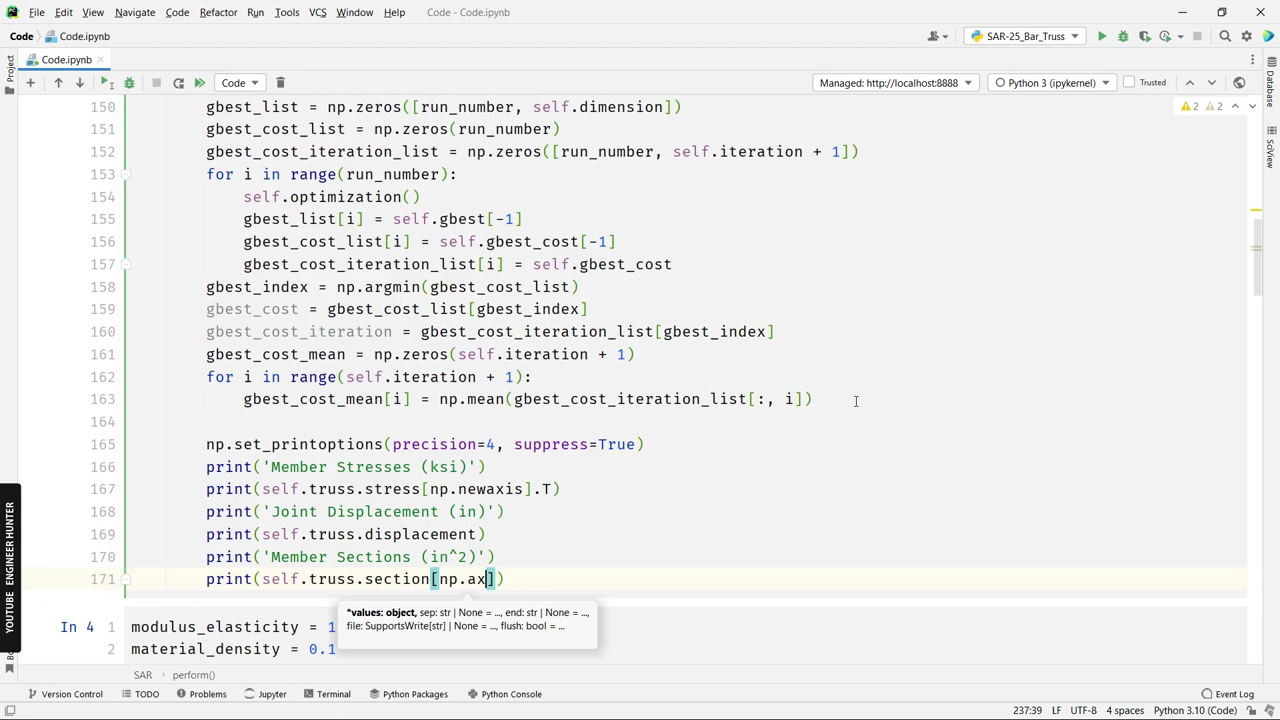 File Edit View Navigate Code Refactor Run Tools VCS Window Help Code - Code.ipynb
Code Code.ipynb SAR-25_Bar_Truss
Project Code.ipynb
Code Managed: http://localhost:8888 Python 3 (ipykernel) Trusted
Database
SciView
2 2
150 gbest_list = np.zeros([run_number, self.dimension])
151 gbest_cost_list = np.zeros(run_number)
152 gbest_cost_iteration_list = np.zeros([run_number, self.iteration + 1])
153 for i in range(run_number):
154 self.optimization()
155 gbest_list[i] = self.gbest[-1]
156 gbest_cost_list[i] = self.gbest_cost[-1]
157 gbest_cost_iteration_list[i] = self.gbest_cost
158 gbest_index = np.argmin(gbest_cost_list)
159 gbest_cost = gbest_cost_list[gbest_index]
160 gbest_cost_iteration = gbest_cost_iteration_list[gbest_index]
161 gbest_cost_mean = np.zeros(self.iteration + 1)
162 for i in range(self.iteration + 1):
163 gbest_cost_mean[i] = np.mean(gbest_cost_iteration_list[:, i])
164
165 np.set_printoptions(precision=4, suppress=True)
166 print('Member Stresses (ksi)')
167 print(self.truss.stress[np.newaxis].T)
168 print('Joint Displacement (in)')
169 print(self.truss.displacement)
170 print('Member Sections (in^2)')
171 print(self.truss.section[np.ax])
*values: object, sep: str | None = ..., end: str | None = ...,
file: SupportsWrite[str] | None = ..., flush: bool = ...
In 4 1 modulus_elasticity = 1
2 material_density = 0.1
YOUTUBE ENGINEER HUNTER
SAR perform()
Version Control TODO Problems Jupyter Terminal Python Packages Python Console Event Log
237:39 LF UTF-8 4 spaces Python 3.10 (Code)